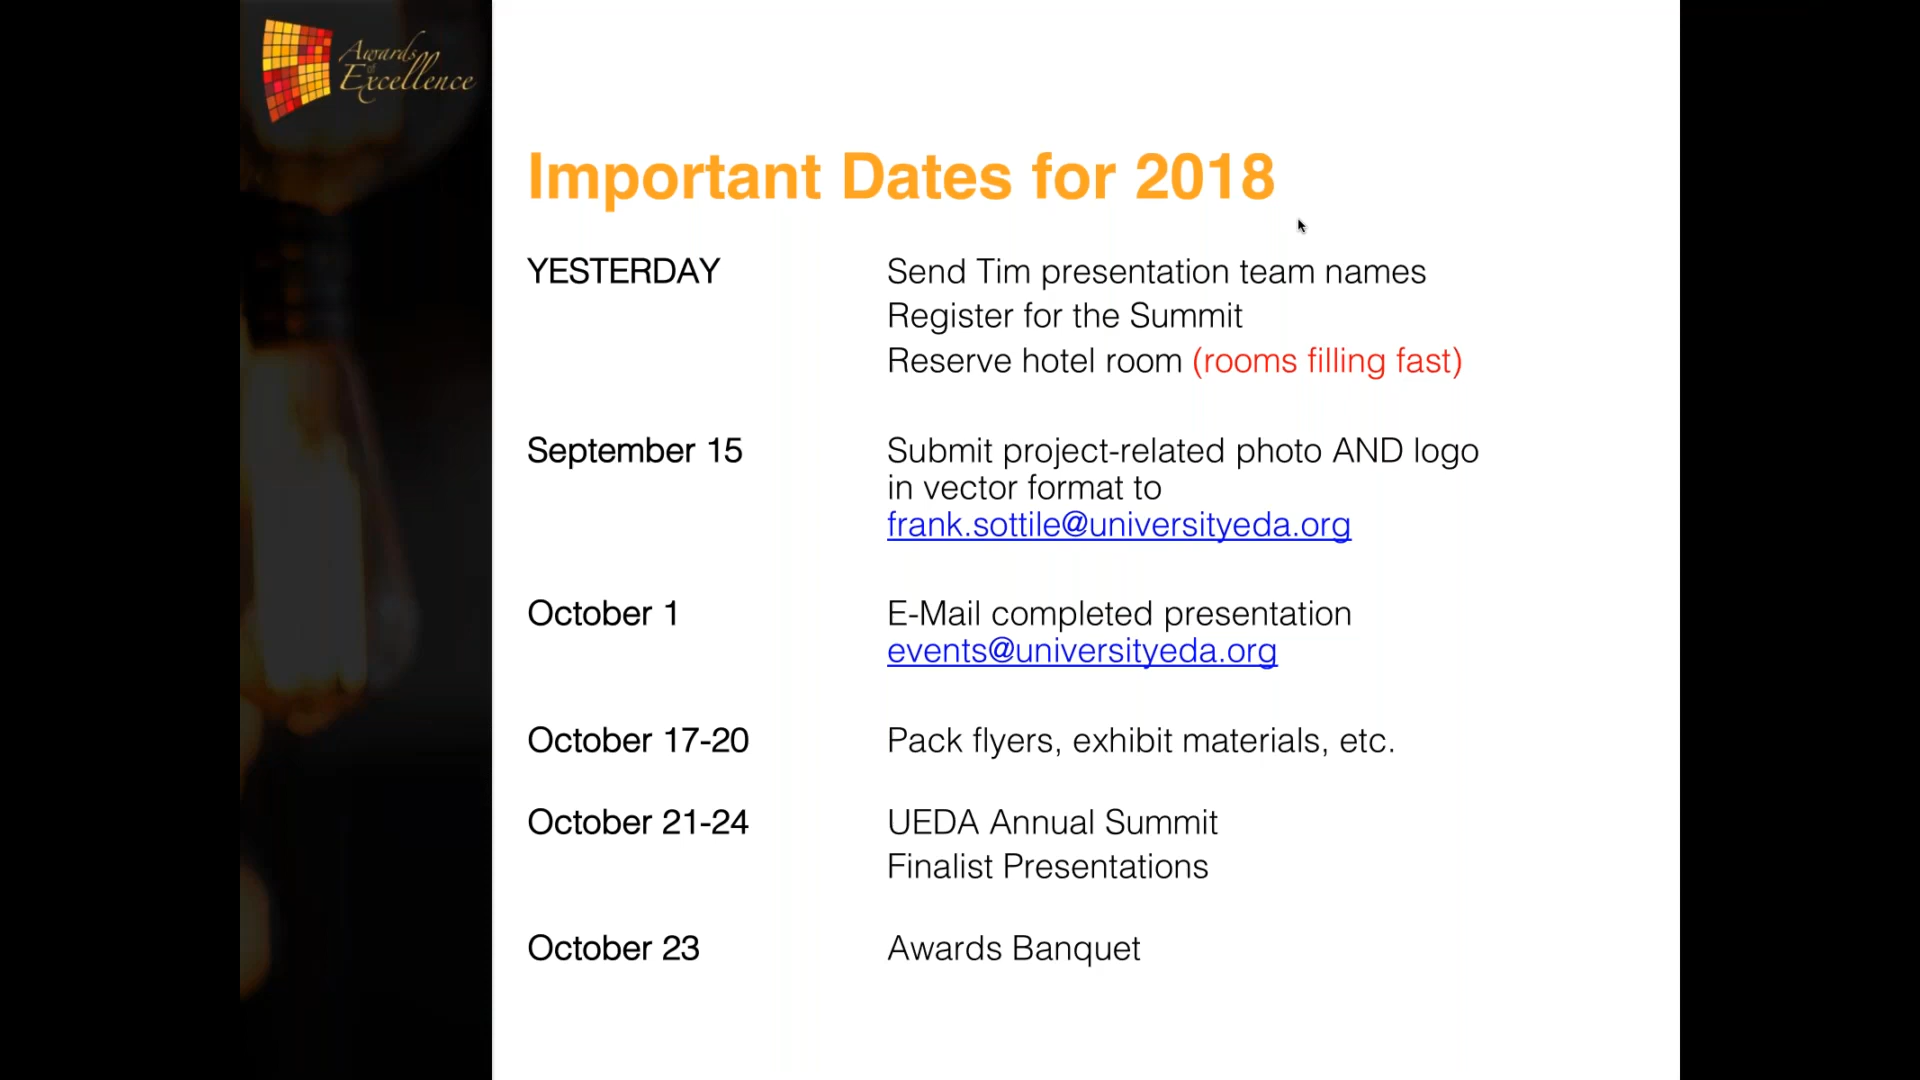 Awards
of
Excellence
Important Dates for 2018
YESTERDAY
Send Tim presentation team names
Register for the Summit
Reserve hotel room (rooms filling fast)
September 15
Submit project-related photo AND logo
in vector format to
frank.sottile@universityeda.org
October 1
E-Mail completed presentation
events@universityeda.org
October 17-20
Pack flyers, exhibit materials, etc.
October 21-24
UEDA Annual Summit
Finalist Presentations
October 23
Awards Banquet